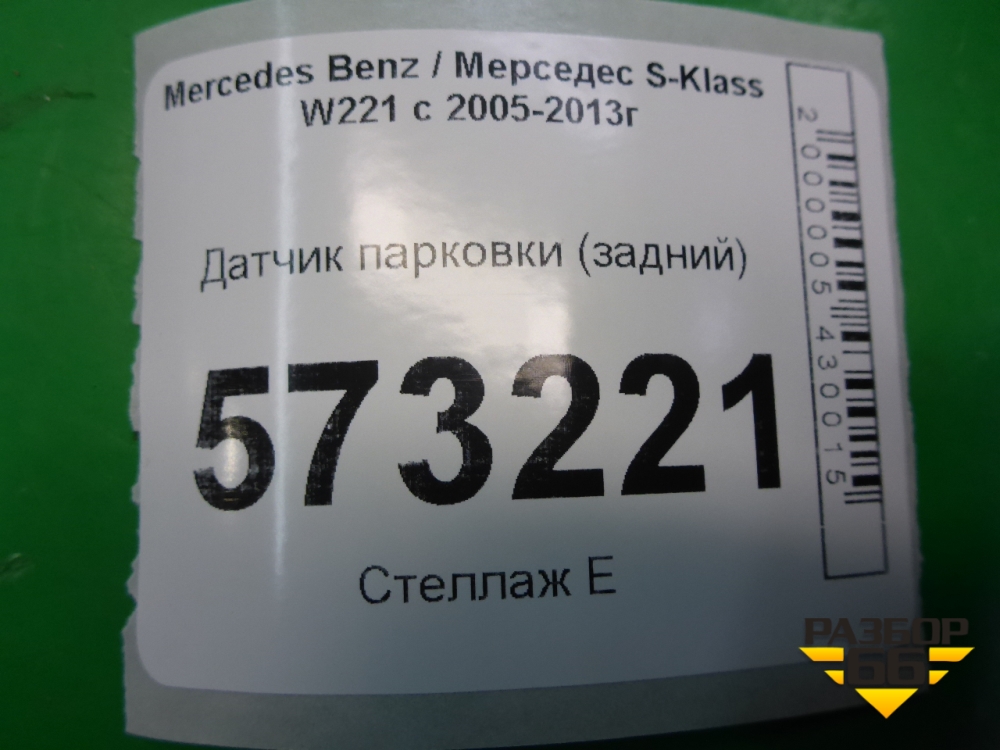 Mercedes Benz / Мерседес S-Klass
W221 с 2005-2013г
Датчик парковки (задний)
573221
Стеллаж Е
2000005430015
РАЗБОР
66